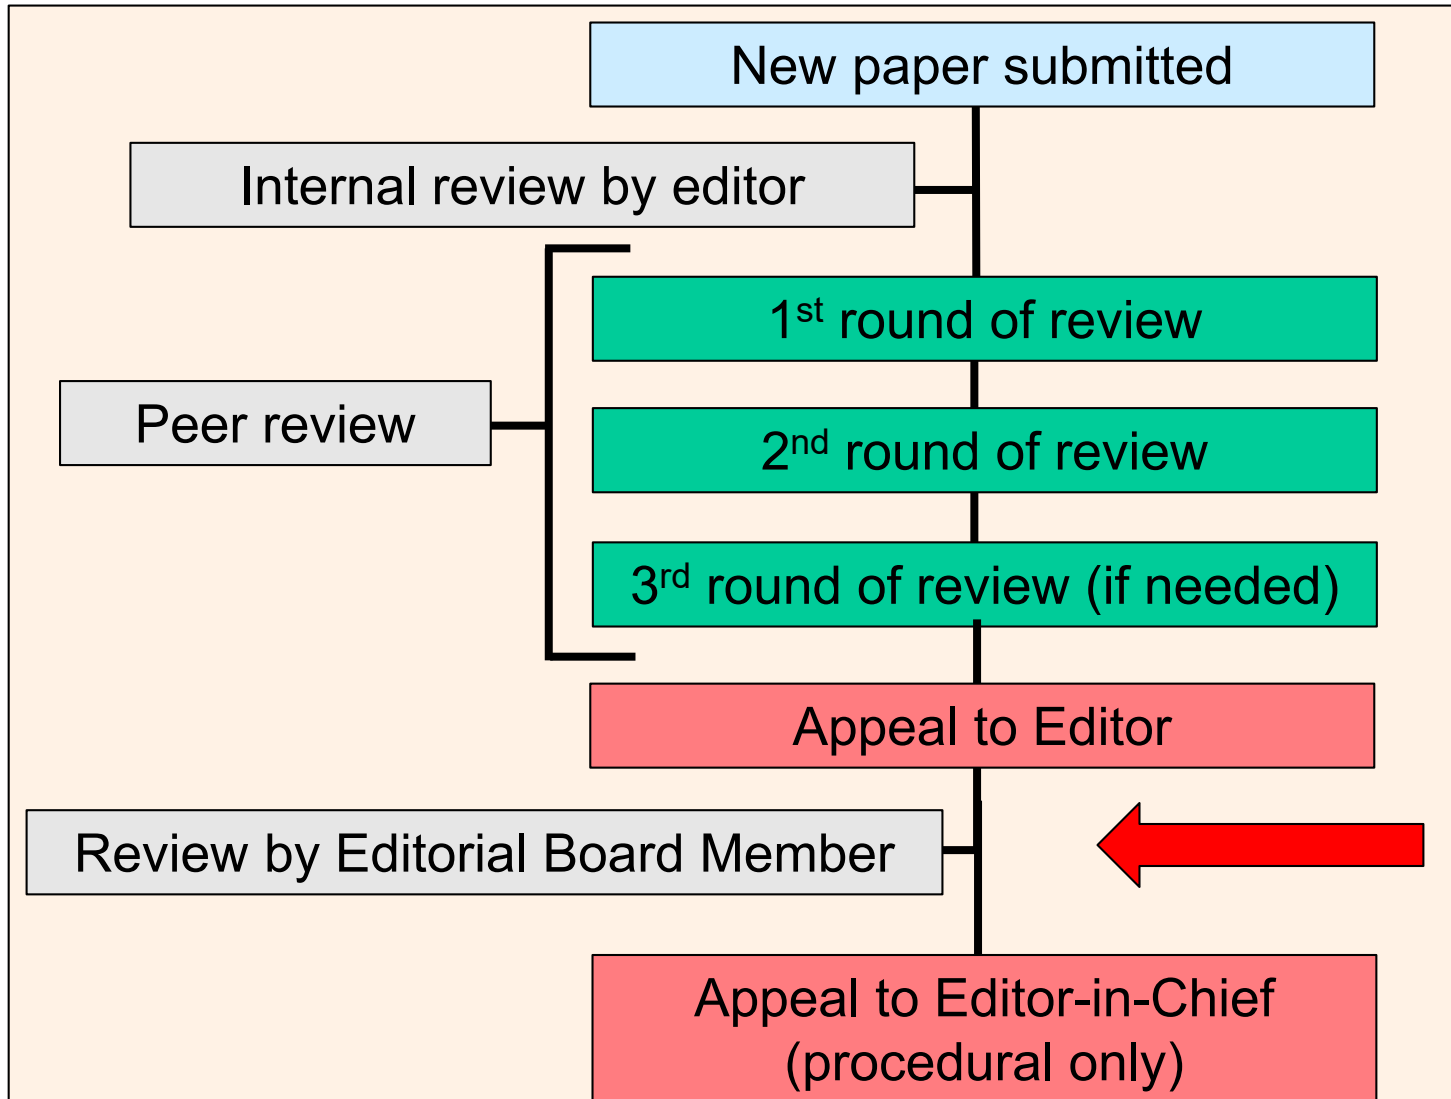 New paper submitted
Internal review by editor
1st round of review
Peer review
2nd round of review
3rd round of review (if needed)
Appeal to Editor
Review by Editorial Board Member
Appeal to Editor-in-Chief
(procedural only)